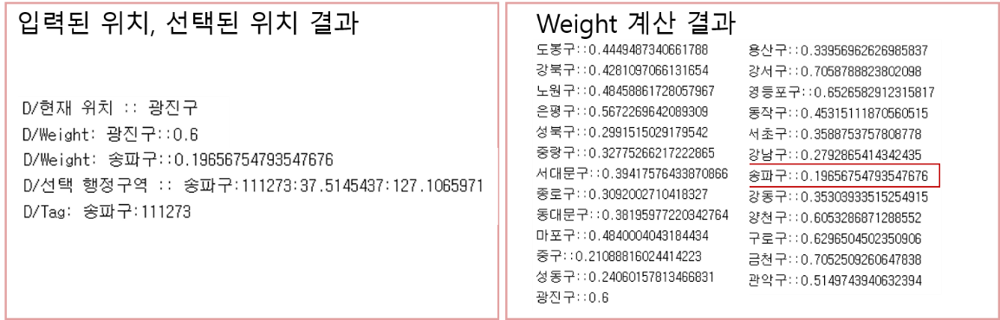 입력된 위치, 선택된 위치 결과
D/현재 위치 :: 광진구
D/Weight: 광진구::0.6
D/Weight: 송파구::0.19656754793547676
D/선택 행정구역 :: 송파구:111273:37.5145437:127.1065971
D/Tag: 송파구:111273
Weight 계산 결과
도봉구::0.4449487340661788
강북구::0.4281097066131654
노원구::0.48458861728057967
은평구::0.5672269642089309
성북구::0.2991515029179542
중랑구::0.32775266217222865
서대문구::0.39417576433870866
종로구::0.3092002710418327
동대문구::0.38195977220342764
마포구::0.4840004043184434
중구::0.21088816024414223
성동구::0.24060157813466831
광진구::0.6
용산구::0.33956962626985837
강서구::0.7058788823802098
영등포구::0.6526582912315817
동작구::0.45315111870560515
서초구::0.3588753757808778
강남구::0.2792865414342435
송파구::0.19656754793547676
강동구::0.35303933515254915
양천구::0.6053286871288552
구로구::0.6296504502350906
금천구::0.7052509260647838
관악구::0.5149743940632394